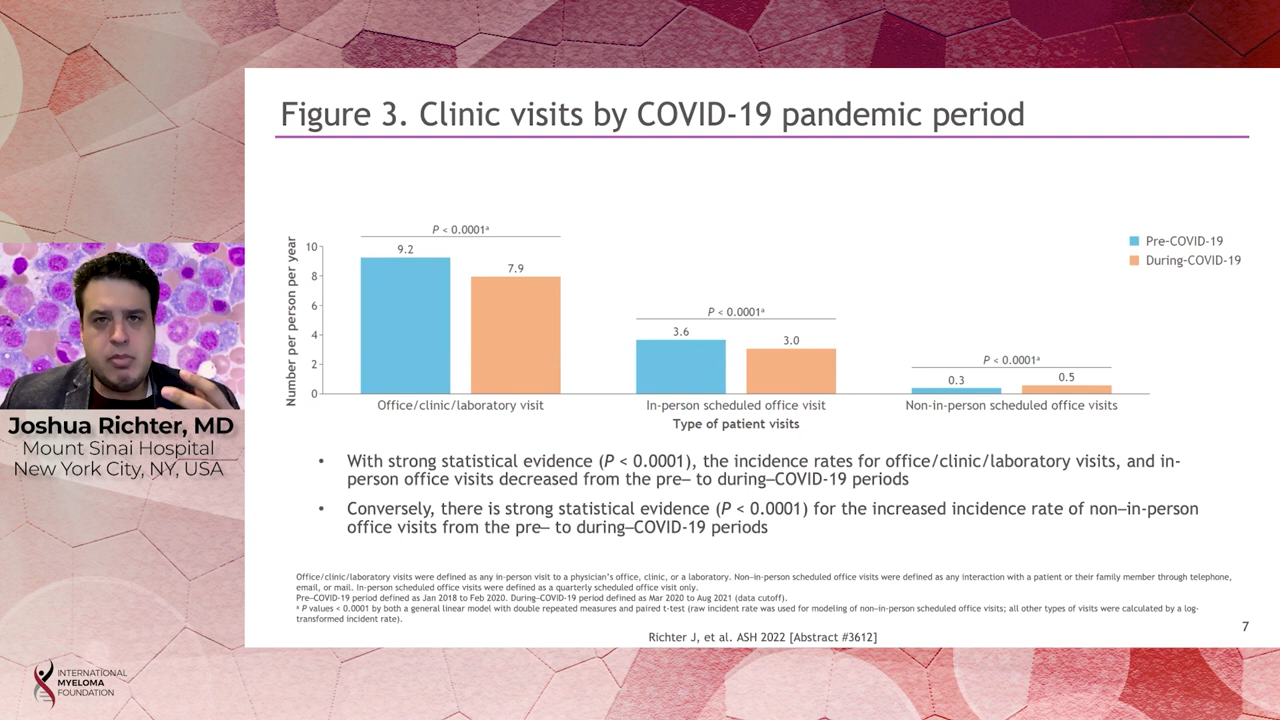 Figure 3. Clinic visits by COVID-19 pandemic period
Number per person per year
10
8
6
4
2
0
P < 0.0001ᵃ
9.2
7.9
P < 0.0001ᵃ
3.6
3.0
P < 0.0001ᵃ
0.3
0.5
Pre-COVID-19
During-COVID-19
Office/clinic/laboratory visit
In-person scheduled office visit
Non-in-person scheduled office visits
Type of patient visits
• With strong statistical evidence (P < 0.0001), the incidence rates for office/clinic/laboratory visits, and in-
person office visits decreased from the pre– to during–COVID-19 periods
• Conversely, there is strong statistical evidence (P < 0.0001) for the increased incidence rate of non–in-person
office visits from the pre– to during–COVID-19 periods
Office/clinic/laboratory visits were defined as any in-person visit to a physician's office, clinic, or a laboratory. Non–in-person scheduled office visits were defined as any interaction with a patient or their family member through telephone,
email, or mail. In-person scheduled office visits were defined as a quarterly scheduled office visit only.
Pre–COVID-19 period defined as Jan 2018 to Feb 2020. During–COVID-19 period defined as Mar 2020 to Aug 2021 (data cutoff).
ᵃ P values < 0.0001 by both a general linear model with double repeated measures and paired t-test (raw incident rate was used for modeling of non–in-person scheduled office visits; all other types of visits were calculated by a log-
transformed incident rate).
Richter J, et al. ASH 2022 [Abstract #3612]
7
Joshua Richter, MD
Mount Sinai Hospital
New York City, NY, USA
INTERNATIONAL
MYELOMA
FOUNDATION